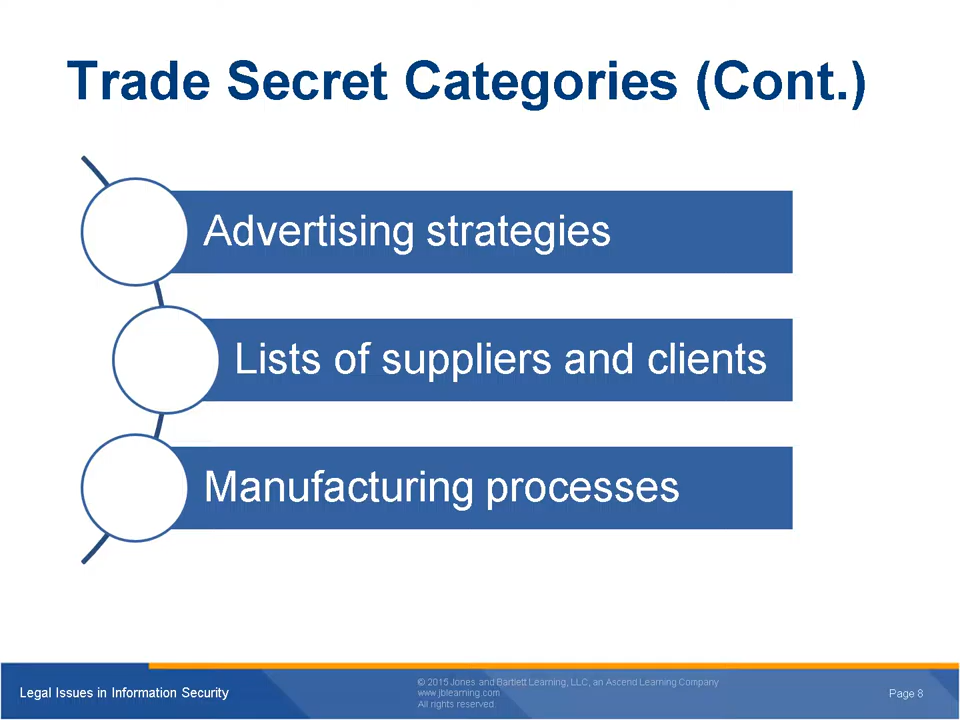 Trade Secret Categories (Cont.)
Advertising strategies
Lists of suppliers and clients
Manufacturing processes
Legal Issues in Information Security
© 2015 Jones and Bartlett Learning, LLC, an Ascend Learning Company
www.jblearning.com
All rights reserved.
Page 8